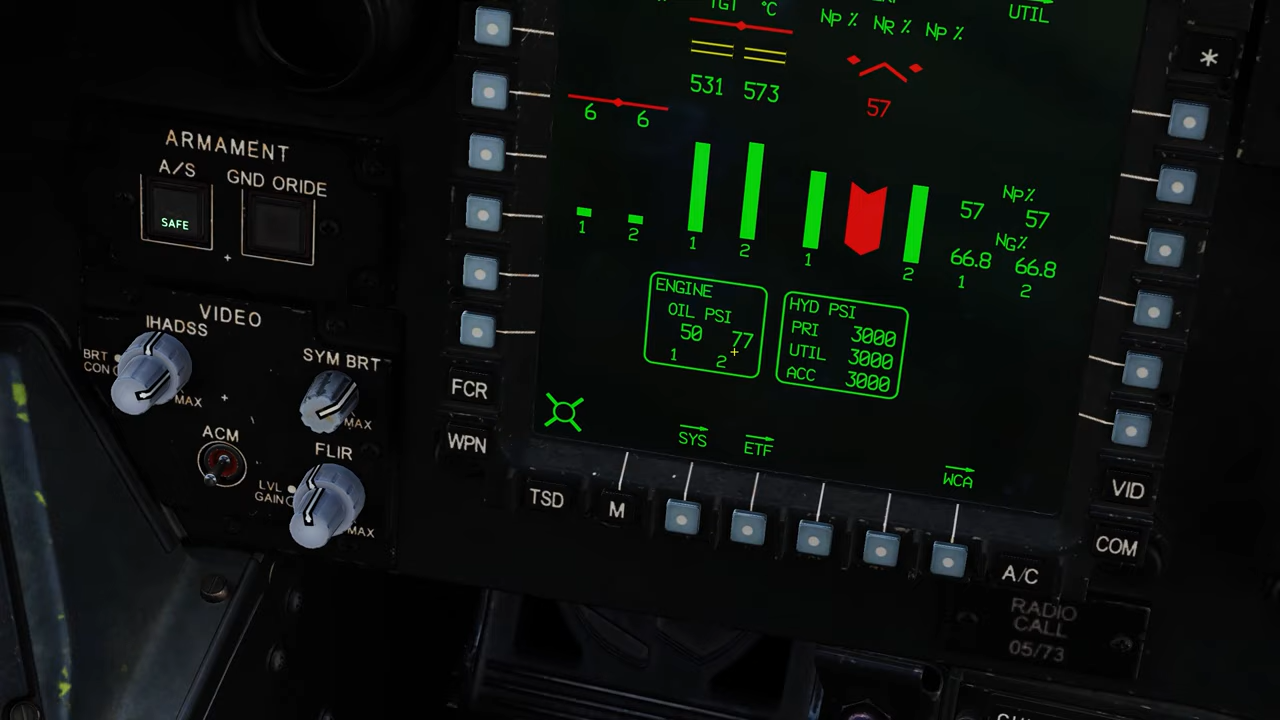 TGT °C
NP % NR % NP %
UTIL
*
531 573
57
6 6
ARMAMENT
A/S
GND ORIDE
SAFE
1 2
1 2
1 2
NP%
57 57
NG%
66.8 66.8
1 2
ENGINE
OIL PSI
50 77
1 2
HYD PSI
PRI 3000
UTIL 3000
ACC 3000
VIDEO
IHADSS
BRT
CON
MAX
SYM BRT
MAX
ACM
FLIR
LVL
GAIN
MAX
FCR
WPN
SYS
ETF
WCA
TSD
M
VID
COM
A/C
RADIO
CALL
05/73